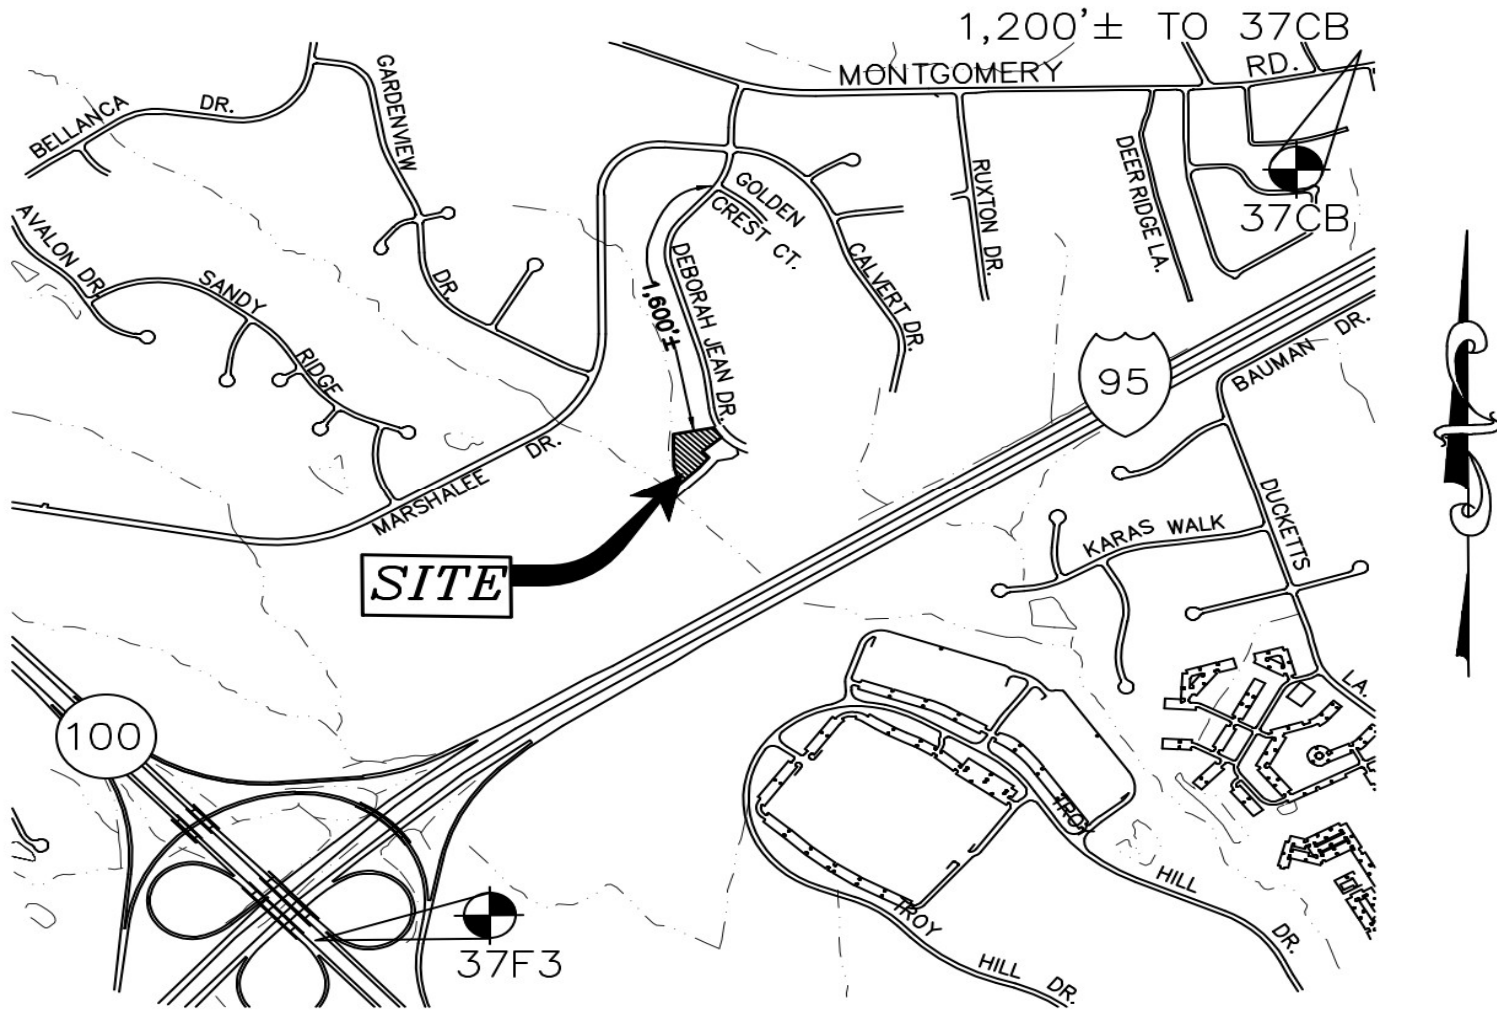 1,200'± TO 37CB
MONTGOMERY RD.
GARDENVIEW DR.
BELLANCA DR.
DEER RIDGE LA.
RUXTON DR.
37CB
GOLDEN
CREST CT.
AVALON DR.
SANDY RIDGE
CALVERT DR.
DEBORAH JEAN DR.
1,600'±
BAUMAN DR.
95
MARSHALEE DR.
DUCKETTS LA.
KARAS WALK
SITE
100
TROY HILL DR.
TROY HILL DR.
37F3